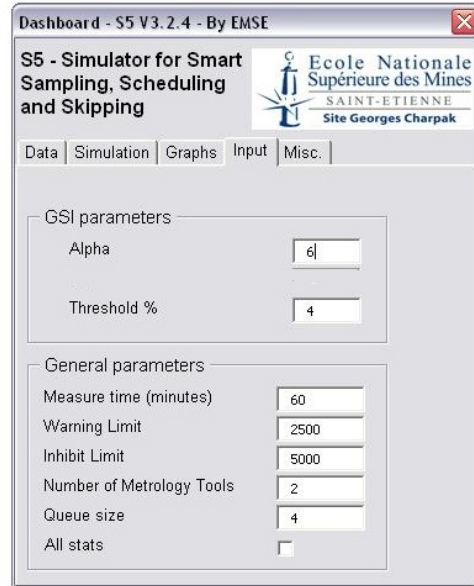 Dashboard - S5 V3.2.4 - By EMSE
S5 - Simulator for Smart
Sampling, Scheduling
and Skipping
Ecole Nationale
Supérieure des Mines
SAINT-ETIENNE
Site Georges Charpak
Data Simulation Graphs Input Misc.
GSI parameters
Alpha 6
Threshold % 4
General parameters
Measure time (minutes) 60
Warning Limit 2500
Inhibit Limit 5000
Number of Metrology Tools 2
Queue size 4
All stats